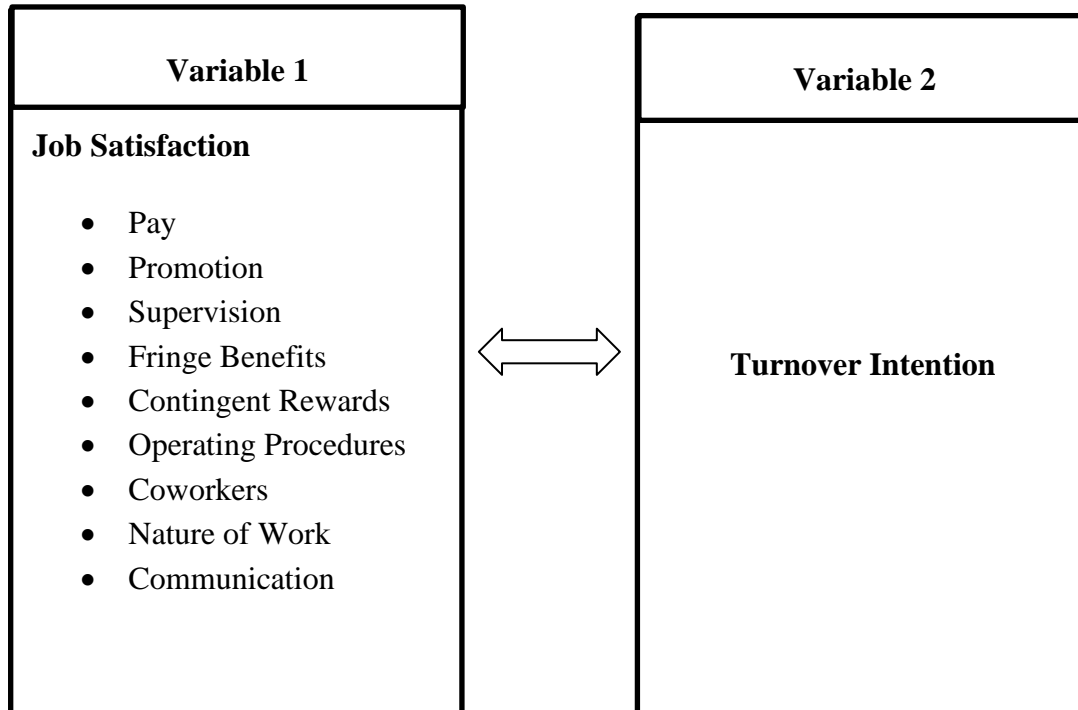 Variable 1
Job Satisfaction
• Pay
• Promotion
• Supervision
• Fringe Benefits
• Contingent Rewards
• Operating Procedures
• Coworkers
• Nature of Work
• Communication
Variable 2
Turnover Intention